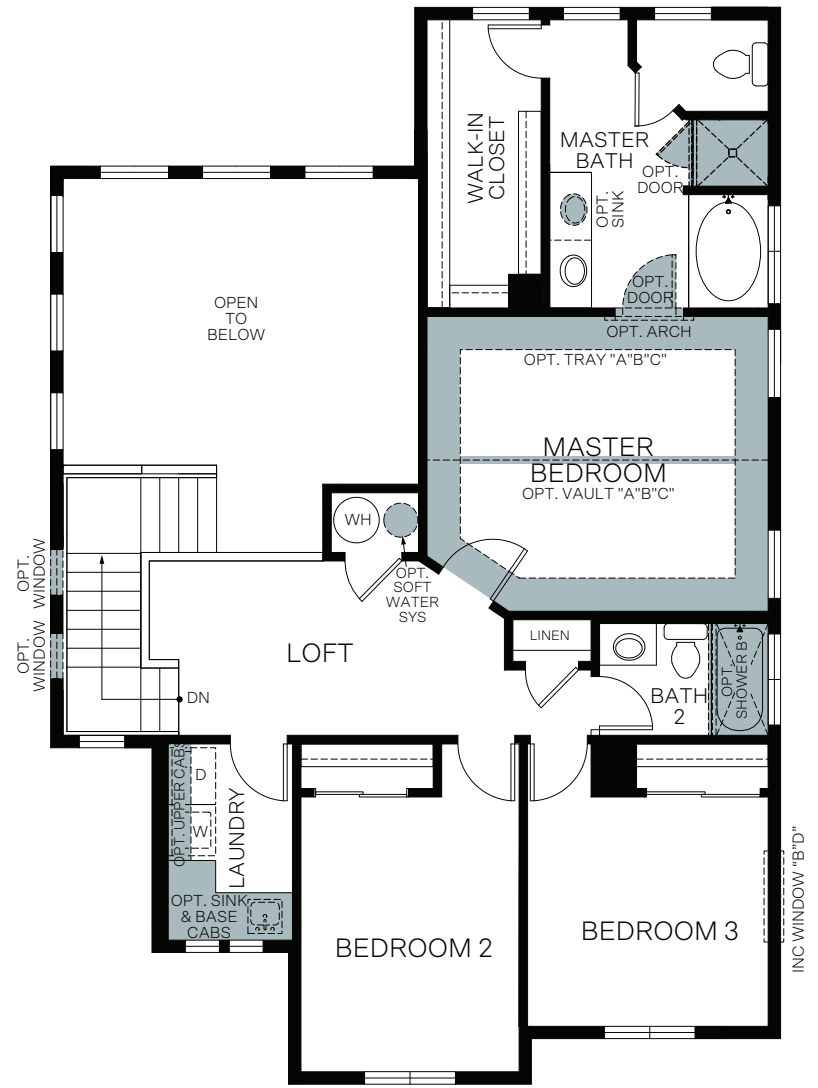 WALK-IN
CLOSET
MASTER
BATH
OPT.
DOOR
OPT.
SINK
OPT.
DOOR
OPT. ARCH
OPEN
TO
BELOW
OPT. TRAY "A"B"C"
MASTER
BEDROOM
OPT. VAULT "A"B"C"
WH
OPT.
SOFT
WATER
SYS
OPT.
WINDOW
OPT.
WINDOW
LOFT
LINEN
BATH
2
OPT.
SHOWER B*
DN
D
W
OPT. UPPER CABS
LAUNDRY
OPT. SINK
& BASE
CABS
BEDROOM 2
BEDROOM 3
INC WINDOW "B"D"